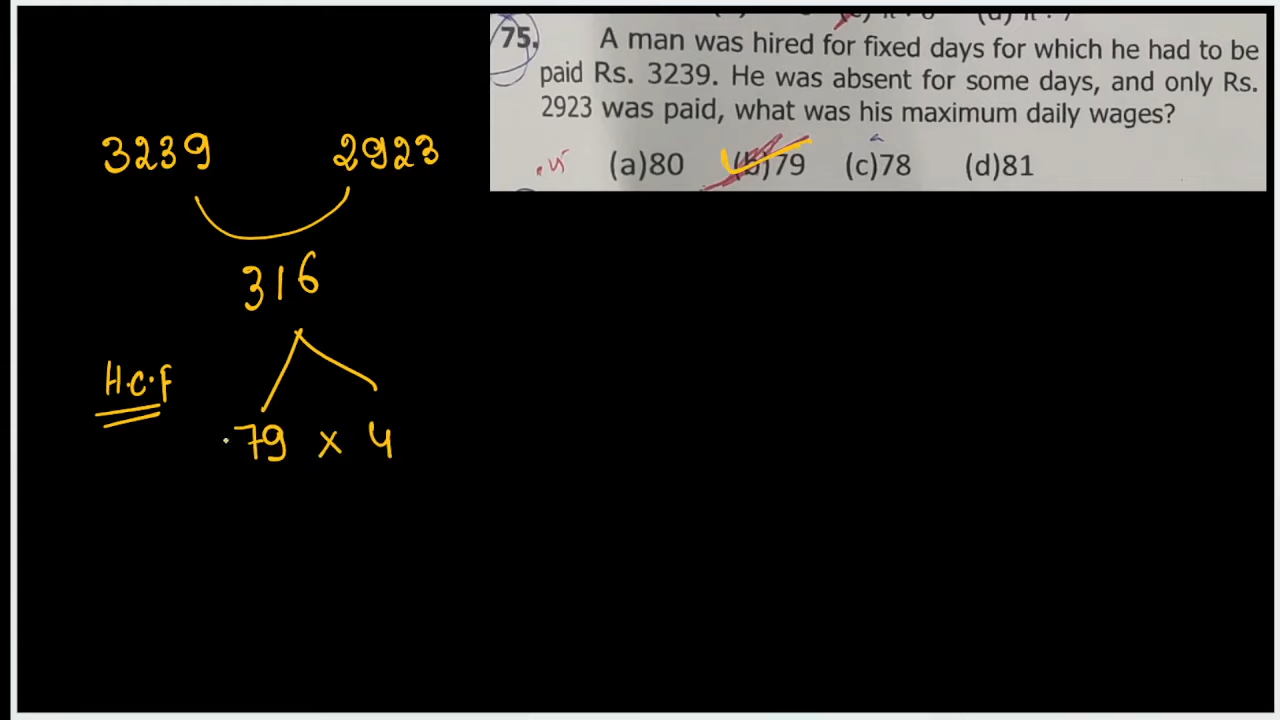 75. A man was hired for fixed days for which he had to be
paid Rs. 3239. He was absent for some days, and only Rs.
2923 was paid, what was his maximum daily wages?
(a)80 (b)79 (c)78 (d)81
3239 2923
316
H.C.F
79 x 4